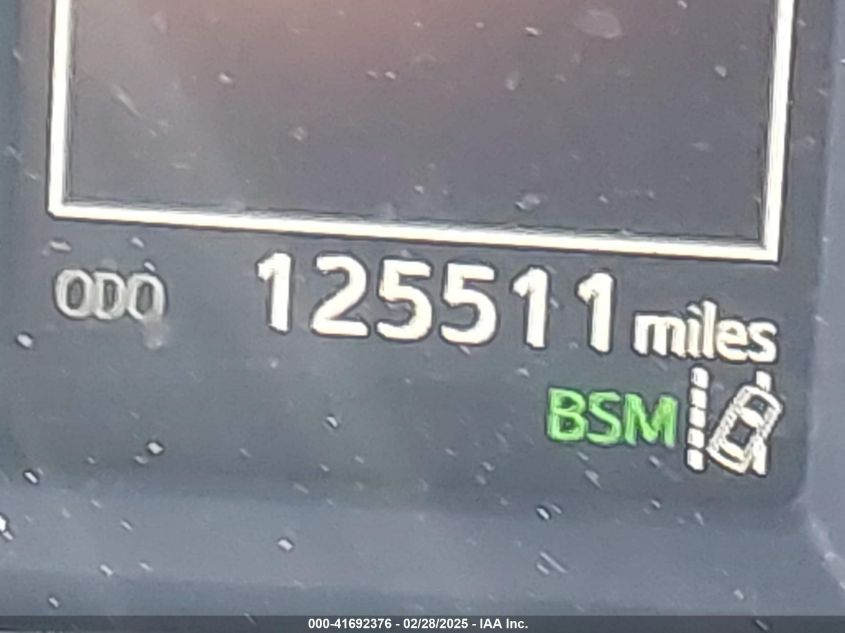 ODO 125511 miles
BSM
000-41692376 - 02/28/2025 - IAA Inc.